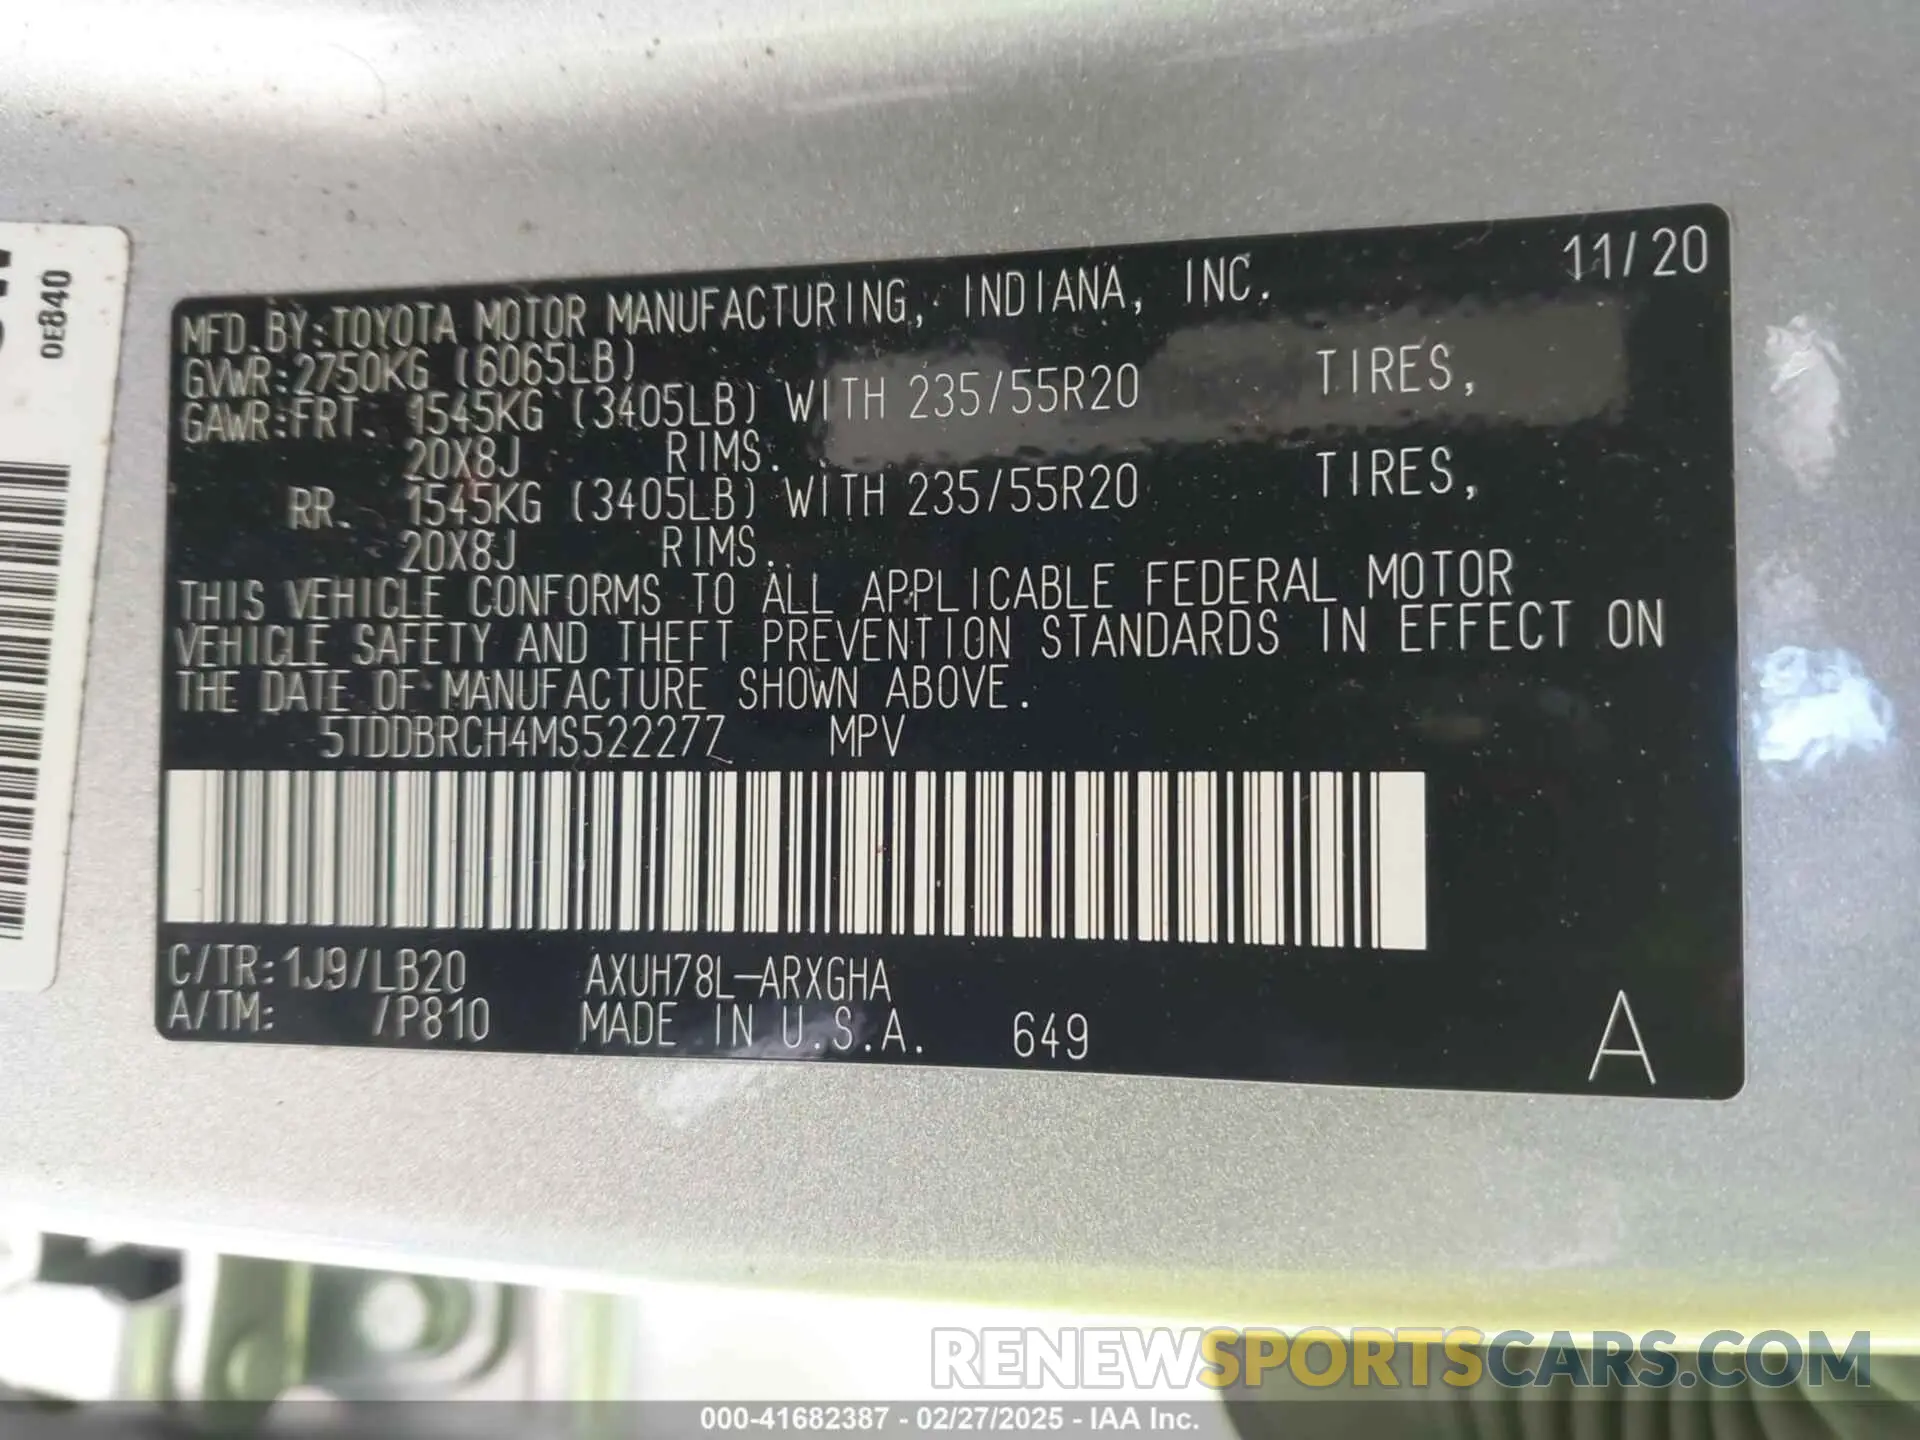 OE840
11/20
MFD. BY: TOYOTA MOTOR MANUFACTURING, INDIANA, INC.
GVWR: 2750KG (6065LB)
GAWR: FRT. 1545KG (3405LB) WITH 235/55R20 TIRES,
20X8J RIMS.
RR. 1545KG (3405LB) WITH 235/55R20 TIRES,
20X8J RIMS.
THIS VEHICLE CONFORMS TO ALL APPLICABLE FEDERAL MOTOR
VEHICLE SAFETY AND THEFT PREVENTION STANDARDS IN EFFECT ON
THE DATE OF MANUFACTURE SHOWN ABOVE.
5TDDBRCH4MS522277 MPV
C/TR: 1J9/LB20 AXUH78L-ARXGHA
A/TM: /P810 MADE IN U.S.A. 649 A
RENEWSPORTSCARS.COM
000-41682387 - 02/27/2025 - IAA Inc.